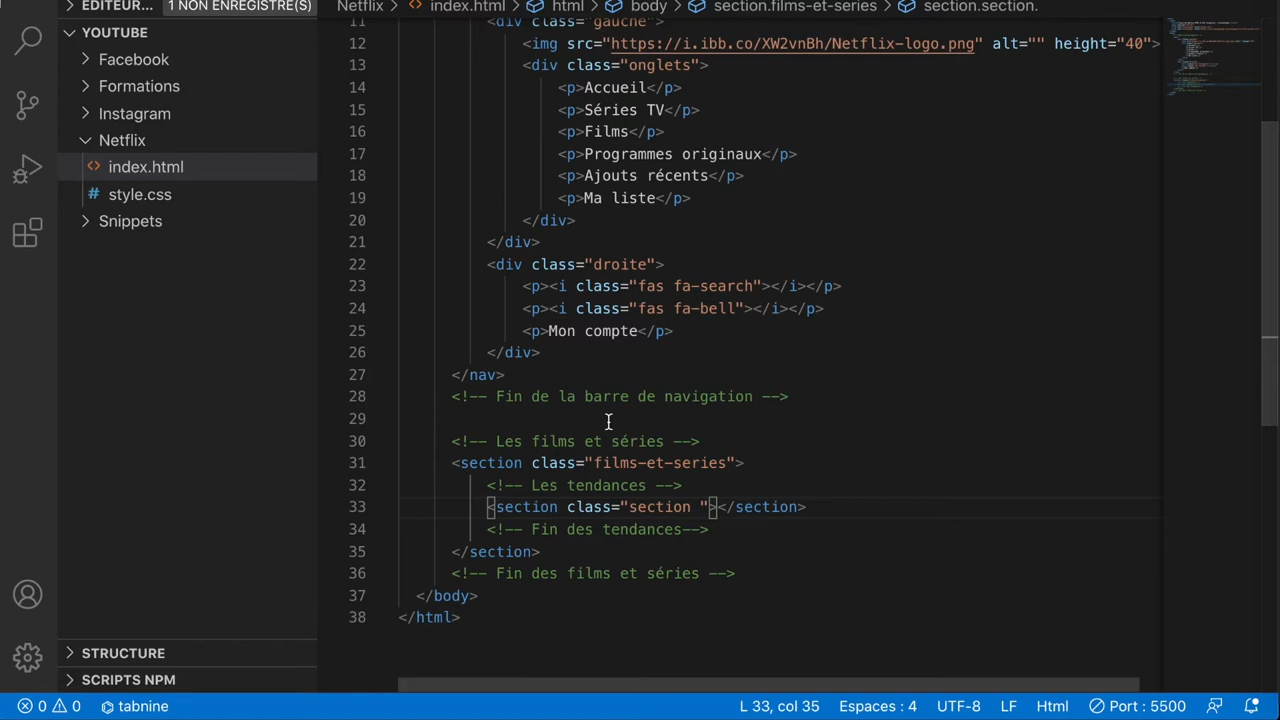 EDITEUR... 1 NON ENREGISTRÉ(S)
Netflix > index.html > html > body > section.films-et-series > section.section.
YOUTUBE
Facebook
Formations
Instagram
Netflix
index.html
# style.css
Snippets
STRUCTURE
SCRIPTS NPM
11 <div class="gauche">
12 <img src="https://i.ibb.co/XW2vnBh/Netflix-logo.png" alt="" height="40">
13 <div class="onglets">
14 <p>Accueil</p>
15 <p>Séries TV</p>
16 <p>Films</p>
17 <p>Programmes originaux</p>
18 <p>Ajouts récents</p>
19 <p>Ma liste</p>
20 </div>
21 </div>
22 <div class="droite">
23 <p><i class="fas fa-search"></i></p>
24 <p><i class="fas fa-bell"></i></p>
25 <p>Mon compte</p>
26 </div>
27 </nav>
28 <!-- Fin de la barre de navigation -->
29
30 <!-- Les films et séries -->
31 <section class="films-et-series">
32 <!-- Les tendances -->
33 <section class="section "></section>
34 <!-- Fin des tendances-->
35 </section>
36 <!-- Fin des films et séries -->
37 </body>
38 </html>
0 0 tabnine L 33, col 35 Espaces : 4 UTF-8 LF Html Port : 5500